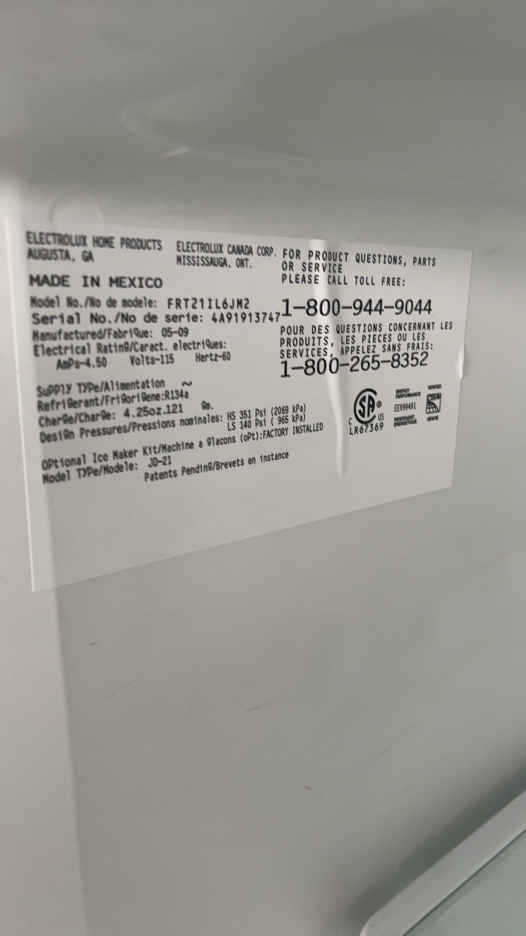 ELECTROLUX HOME PRODUCTS
AUGUSTA, GA
ELECTROLUX CANADA CORP.
MISSISSAUGA, ONT.
MADE IN MEXICO
Model No./No de modele: FRT21IL6JM2
Serial No./No de serie: 4A91913747
Manufactured/Fabrique: 05-09
Electrical Rating/Caract. electriques:
Amps-4.50 Volts-115 Hertz-60
Supply Type/Alimentation ~
Refrigerant/Frigorigene:R134a
Charge/Charge: 4.25oz.121 Gm.
Design Pressures/Pressions nominales: HS 351 Psi (2069 kPa)
LS 140 Psi ( 965 kPa)
Optional Ice Maker Kit/Machine a Glacons (opt):FACTORY INSTALLED
Model Type/Modele: JD-21
Patents Pending/Brevets en instance
FOR PRODUCT QUESTIONS, PARTS
OR SERVICE
PLEASE CALL TOLL FREE:
1-800-944-9044
POUR DES QUESTIONS CONCERNANT LES
PRODUITS, LES PIECES OU LES
SERVICES, APPELEZ SANS FRAIS:
1-800-265-8352
SA
C US
LR67369
ENERGY
PERFORMANCE
VERIFIED